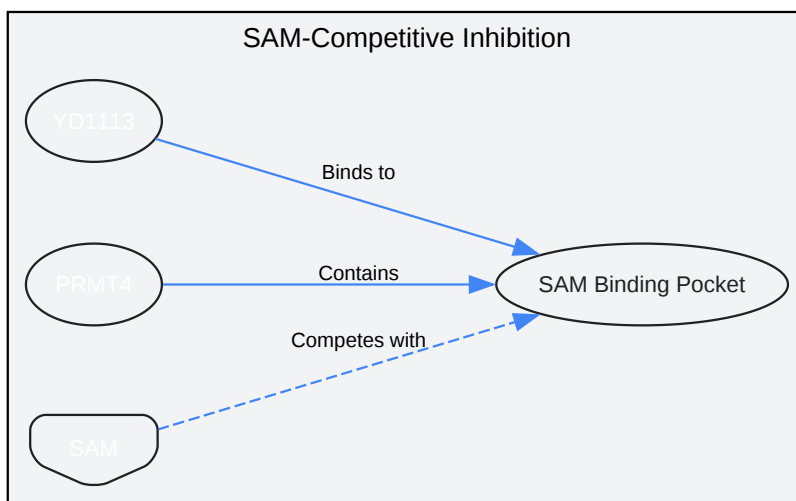 SAM-Competitive Inhibition
YD1113
Binds to
PRMT4
Contains
SAM Binding Pocket
Competes with
SAM